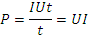 P = IUt/t = UI